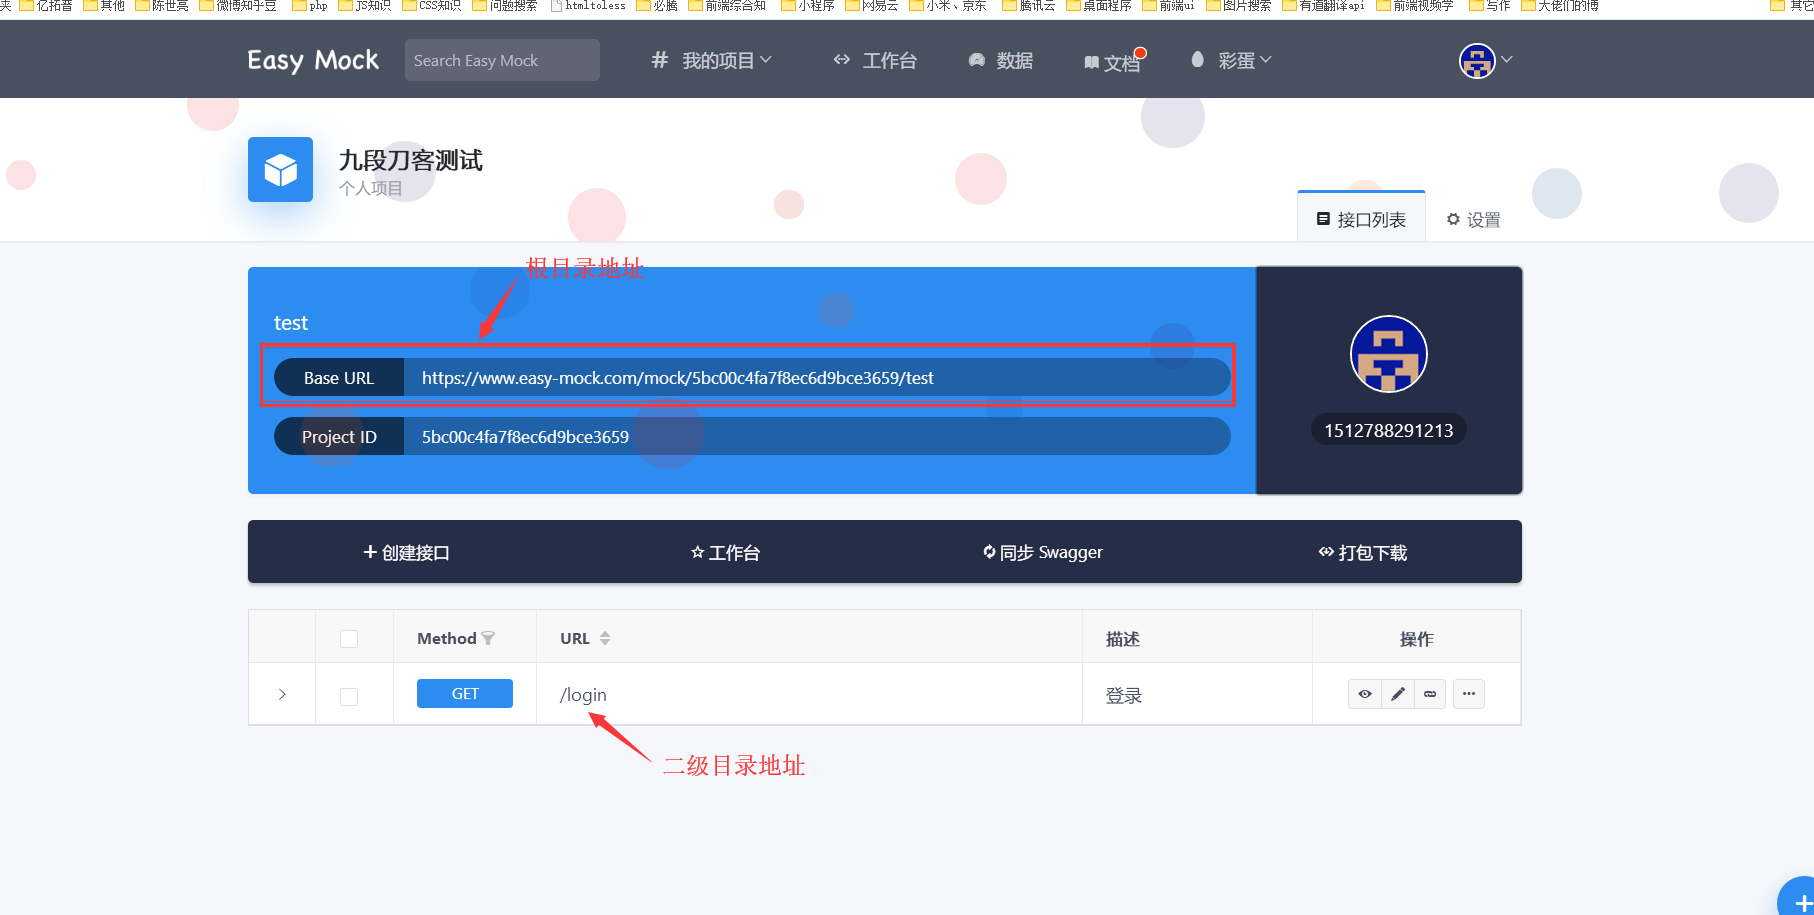 夹 亿拓普 其他 陈世亮 微博知乎豆 php JS知识 CSS知识 问题搜索 htmltoless 必腾 前端综合知 小程序 网易云 小米、京东 腾讯云 桌面程序 前端ui 图片搜索 有道翻译api 前端视频学 写作 大佬们的博 其它
Easy Mock Search Easy Mock 我的项目 工作台 数据 文档 彩蛋
九段刀客测试
个人项目
接口列表 设置
根目录地址
test
Base URL https://www.easy-mock.com/mock/5bc00c4fa7f8ec6d9bce3659/test
Project ID 5bc00c4fa7f8ec6d9bce3659
1512788291213
创建接口 工作台 同步 Swagger 打包下载
Method URL 描述 操作
GET /login 登录
二级目录地址